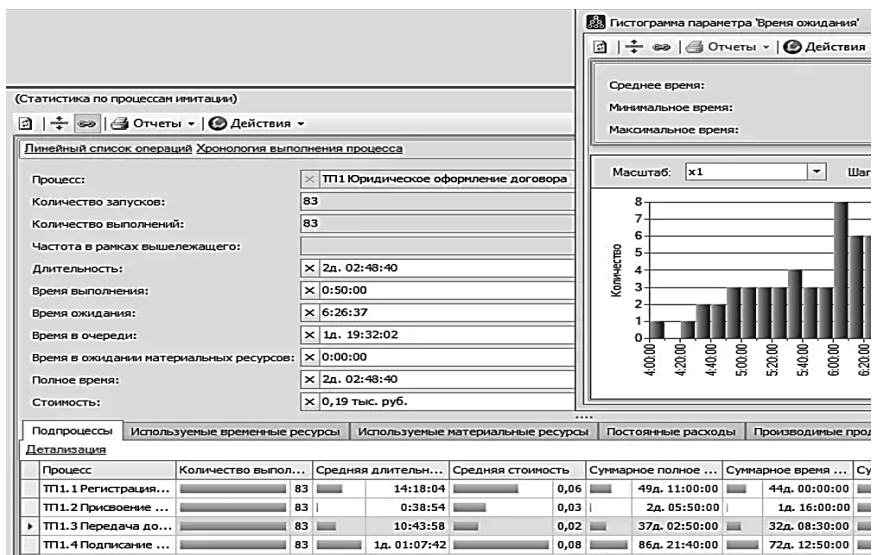 Гистограмма параметра 'Время ожидания'
Отчеты Действия
Среднее время:
Минимальное время:
Максимальное время:
Масштаб: x1 Шаг
Количество
8
7
6
5
4
3
2
1
0
4:00:00 4:20:00 4:40:00 5:00:00 5:20:00 5:40:00 6:00:00 6:20:00
(Статистика по процессам имитации)
Отчеты Действия
Линейный список операций Хронология выполнения процесса
Процесс: ТП1 Юридическое оформление договора
Количество запусков: 83
Количество выполнений: 83
Частота в рамках вышележащего:
Длительность: 2д. 02:48:40
Время выполнения: 0:50:00
Время ожидания: 6:26:37
Время в очереди: 1д. 19:32:02
Время в ожидании материальных ресурсов: 0:00:00
Полное время: 2д. 02:48:40
Стоимость: 0,19 тыс. руб.
Подпроцессы Используемые временные ресурсы Используемые материальные ресурсы Постоянные расходы Производимые прод
Детализация
Процесс Количество выпол... Средняя длительн... Средняя стоимость Суммарное полное ... Суммарное время ... Су
ТП1.1 Регистрация... 83 14:18:04 0,06 49д. 11:00:00 44д. 00:00:00
ТП1.2 Присвоение ... 83 0:38:54 0,03 2д. 05:50:00 1д. 16:00:00
ТП1.3 Передача до... 83 10:43:58 0,02 37д. 02:50:00 32д. 08:30:00
ТП1.4 Подписание ... 83 1д. 01:07:42 0,08 86д. 21:40:00 72д. 12:50:00